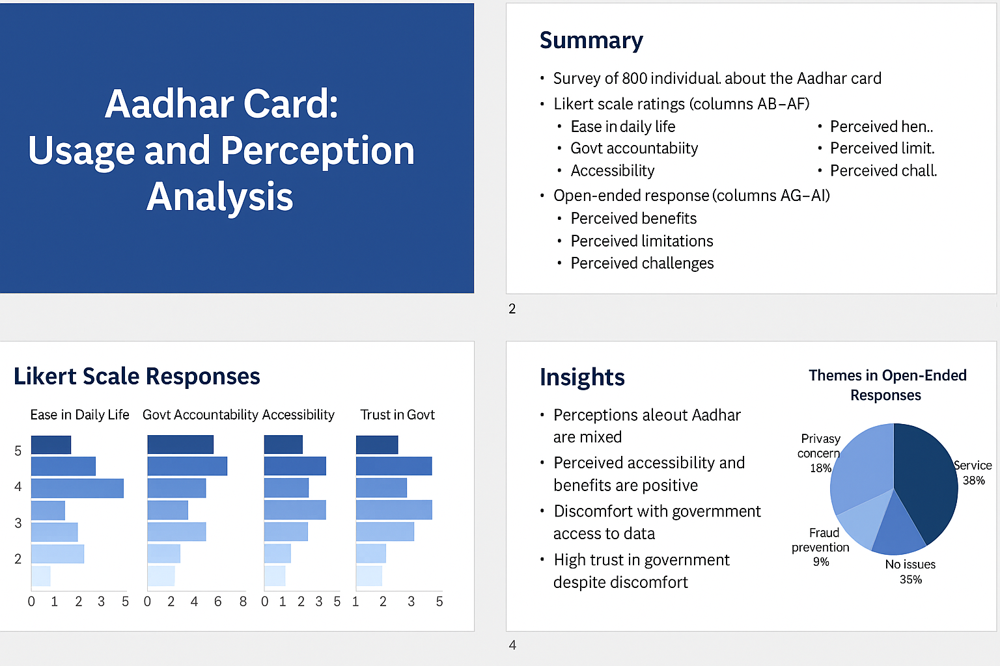 Aadhar Card:
Usage and Perception
Analysis
Summary
• Survey of 800 individual. about the Aadhar card
• Likert scale ratings (columns AB–AF)
• Ease in daily life
• Govt accountabiity
• Accessibility
• Perceived hen..
• Perceived limit.
• Perceived chall.
• Open-ended response (columns AG–AI)
• Perceived benefits
• Perceived limitations
• Perceived challenges
2
Likert Scale Responses
Ease in Daily Life
5
4
3
2
0 1 2 3 5
Govt Accountability
0 2 4 6 8
Accessibility
0 1 2 3 5
Trust in Govt
1 2 3 5
Insights
• Perceptions aleout Aadhar
are mixed
• Perceived accessibility and
benefits are positive
• Discomfort with govermment
access to data
• High trust in government
despite discomfort
Themes in Open-Ended
Responses
Privasy
concern
18%
Service
38%
Fraud
prevention
9%
No issues
35%
4